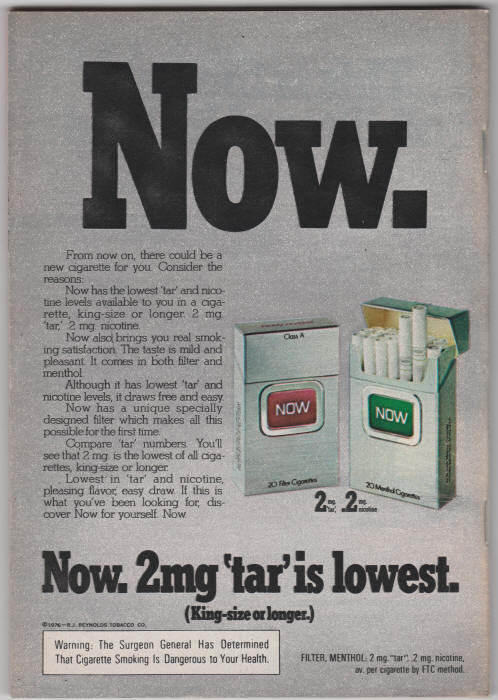 Now.
From now on, there could be a
new cigarette for you. Consider the
reasons:
Now has the lowest 'tar' and nico-
tine levels available to you in a ciga-
rette, king-size or longer. 2 mg.
'tar,' .2 mg. nicotine.
Now also brings you real smok-
ing satisfaction. The taste is mild and
pleasant. It comes in both filter and
menthol.
Although it has lowest 'tar' and
nicotine levels, it draws free and easy.
Now has a unique specially
designed filter which makes all this
possible for the first time.
Compare 'tar' numbers. You'll
see that 2 mg. is the lowest of all ciga-
rettes, king-size or longer.
Lowest in 'tar' and nicotine,
pleasing flavor, easy draw. If this is
what you've been looking for, dis-
cover Now for yourself. Now.
Class A
NOW
20 Filter Cigarettes
NOW
20 Menthol Cigarettes
2 mg. 'tar', .2 mg. nicotine
Now. 2mg 'tar' is lowest.
(King-size or longer.)
©1976—R.J. REYNOLDS TOBACCO CO.
Warning: The Surgeon General Has Determined
That Cigarette Smoking Is Dangerous to Your Health.
FILTER, MENTHOL: 2 mg. "tar", .2 mg. nicotine,
av. per cigarette by FTC method.